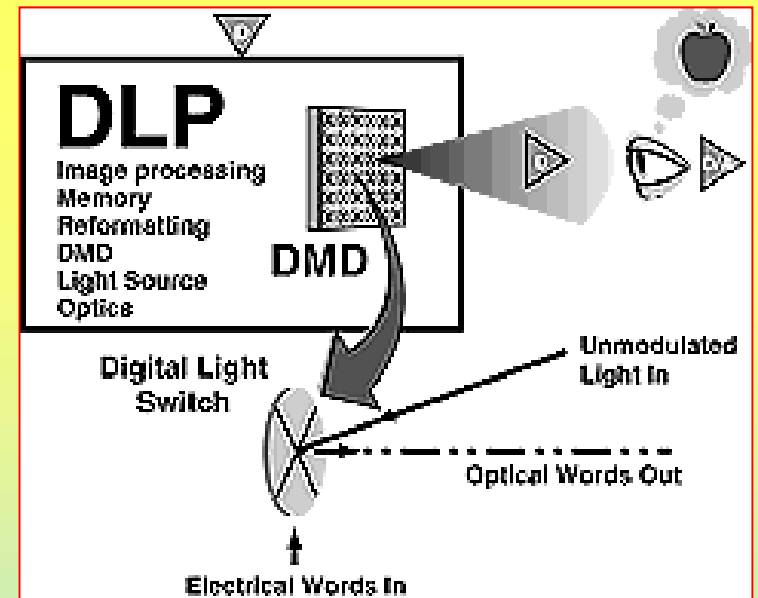 D
DLP
Image processing
Memory
Reformatting
DMD
Light Source
Optics
DMD
D
Digital Light
Switch
Unmodulated
Light In
Optical Words Out
Electrical Words In